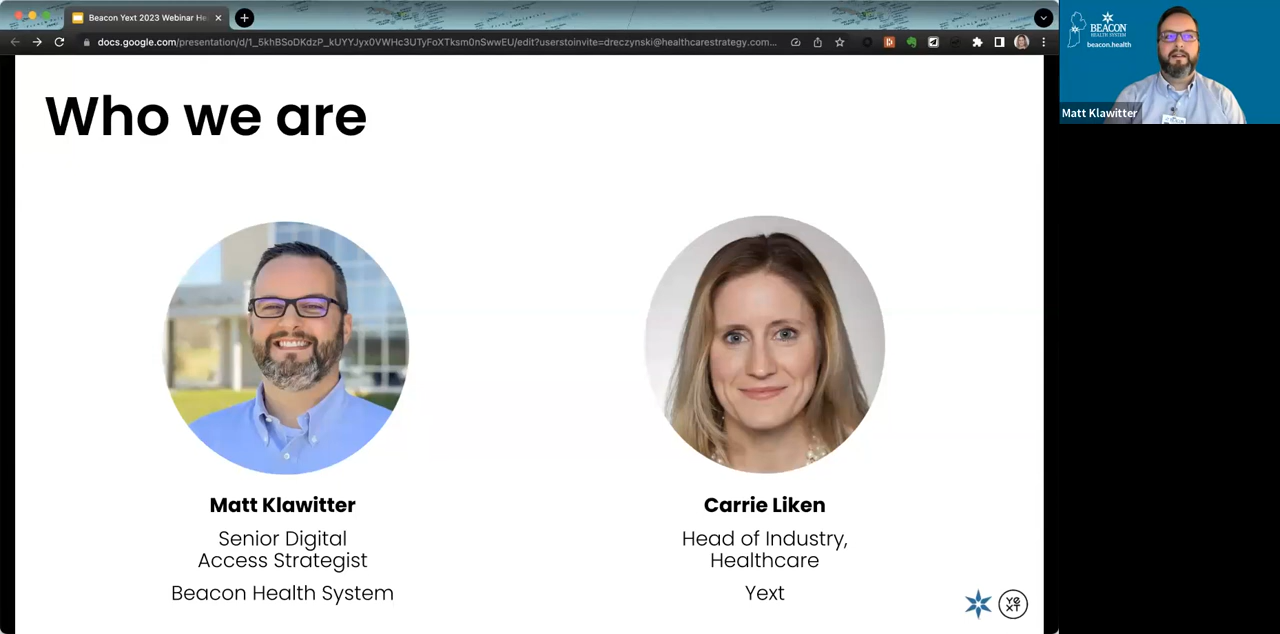 Beacon Yext 2023 Webinar He
docs.google.com/presentation/d/1_5khBSoDKdzP_kUYYJyx0VWHc3UTyFoXTksm0nSwwEU/edit?userstoinvite=dreczynski@healthcarestrategy.com...
BEACON
HEALTH SYSTEM
beacon.health
Matt Klawitter
Who we are
Matt Klawitter
Senior Digital
Access Strategist
Beacon Health System
Carrie Liken
Head of Industry,
Healthcare
Yext
yext